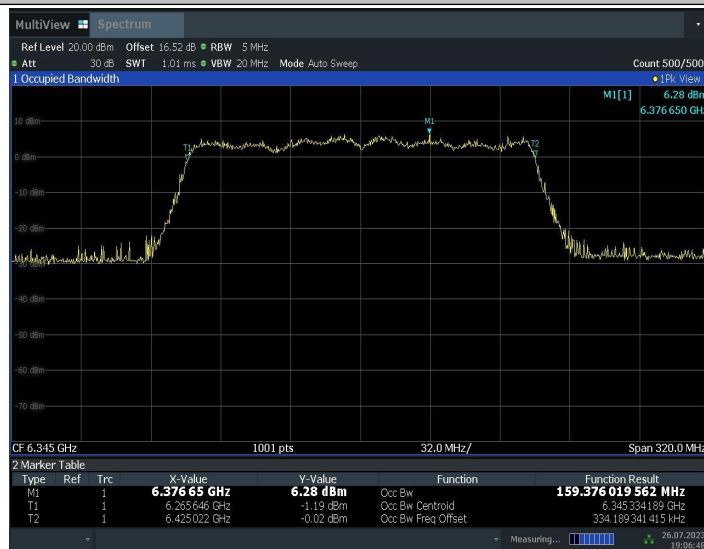 MultiView Spectrum
Ref Level 20.00 dBm Offset 16.52 dB RBW 5 MHz
Att 30 dB SWT 1.01 ms VBW 20 MHz Mode Auto Sweep Count 500/500
1 Occupied Bandwidth 1Pk View
M1[1] 6.28 dBm
6.376 650 GHz
10 dBm
M1
T1
T2
0 dBm
-10 dBm
-20 dBm
-30 dBm
-40 dBm
-50 dBm
-60 dBm
-70 dBm
CF 6.345 GHz 1001 pts 32.0 MHz/ Span 320.0 MHz
2 Marker Table
Type Ref Trc X-Value Y-Value Function Function Result
M1 1 6.376 65 GHz 6.28 dBm Occ Bw 159.376 019 562 MHz
T1 1 6.265 646 GHz -1.19 dBm Occ Bw Centroid 6.345 334 189 GHz
T2 1 6.425 022 GHz -0.02 dBm Occ Bw Freq Offset 334.189 341 415 kHz
Measuring... 26.07.2023
19:06:48